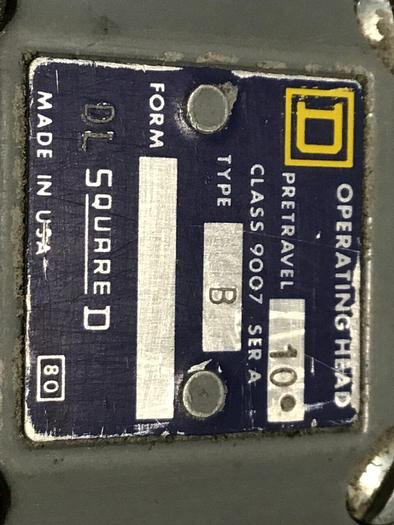 D
OPERATING HEAD
PRETRAVEL 10°
CLASS 9007 SER A
TYPE B
FORM
DL SQUARE D
MADE IN USA 80